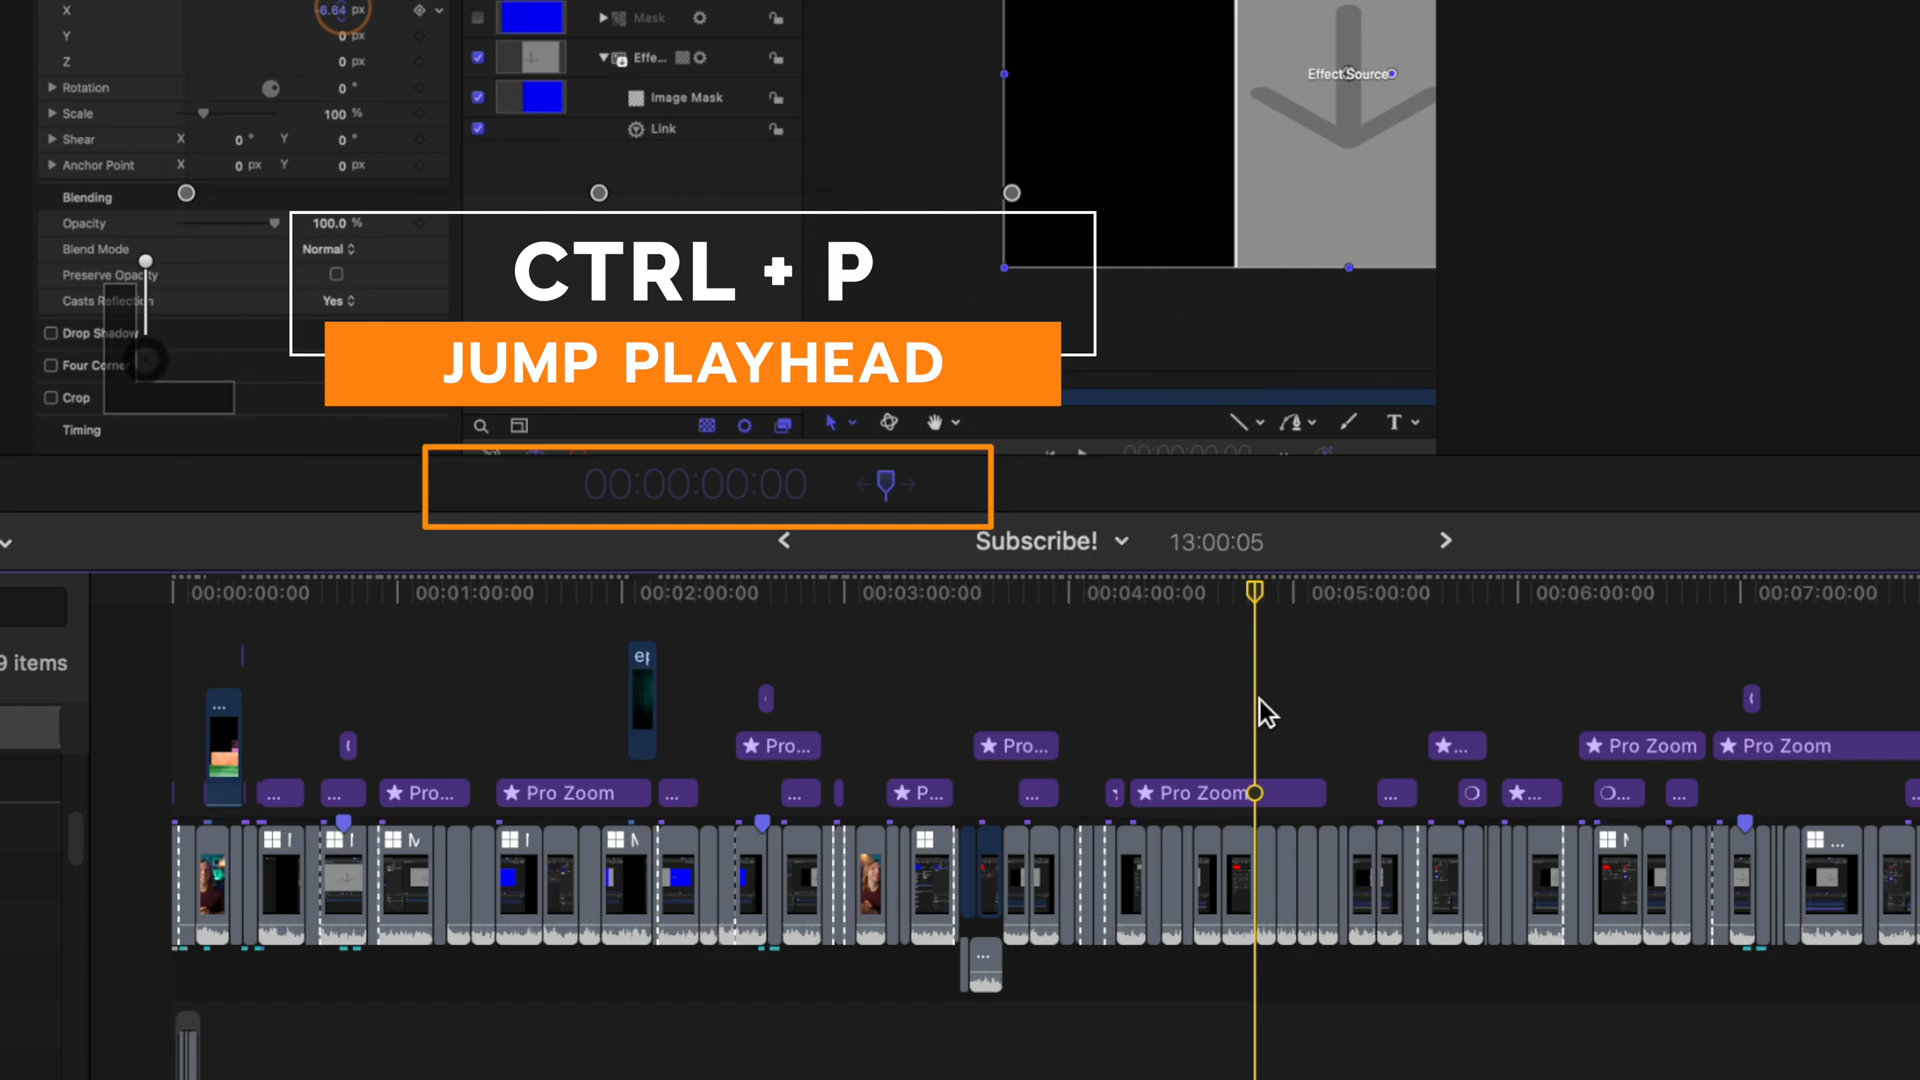 X -6.64 px
Y 0 px
Z 0 px
Rotation 0 °
Scale 100 %
Shear X 0 ° Y 0 °
Anchor Point X 0 px Y 0 px
Blending
Opacity 100.0 %
Blend Mode Normal
Preserve Opacity
Casts Reflection Yes
Drop Shadow
Four Corner
Crop
Timing
Mask
Effe...
Image Mask
Link
Effect Source
CTRL + P
JUMP PLAYHEAD
T
00:00:00:00
00:00:00:00
Subscribe! 13:00:05
00:00:00:00 00:01:00:00 00:02:00:00 00:03:00:00 00:04:00:00 00:05:00:00 00:06:00:00 00:07:00:00
9 items
...
Pro... Pro... ... Pro Zoom Pro Zoom
... ... Pro... Pro Zoom ... ... P... ... Pro Zoom ... ... ... ... ...
...
...